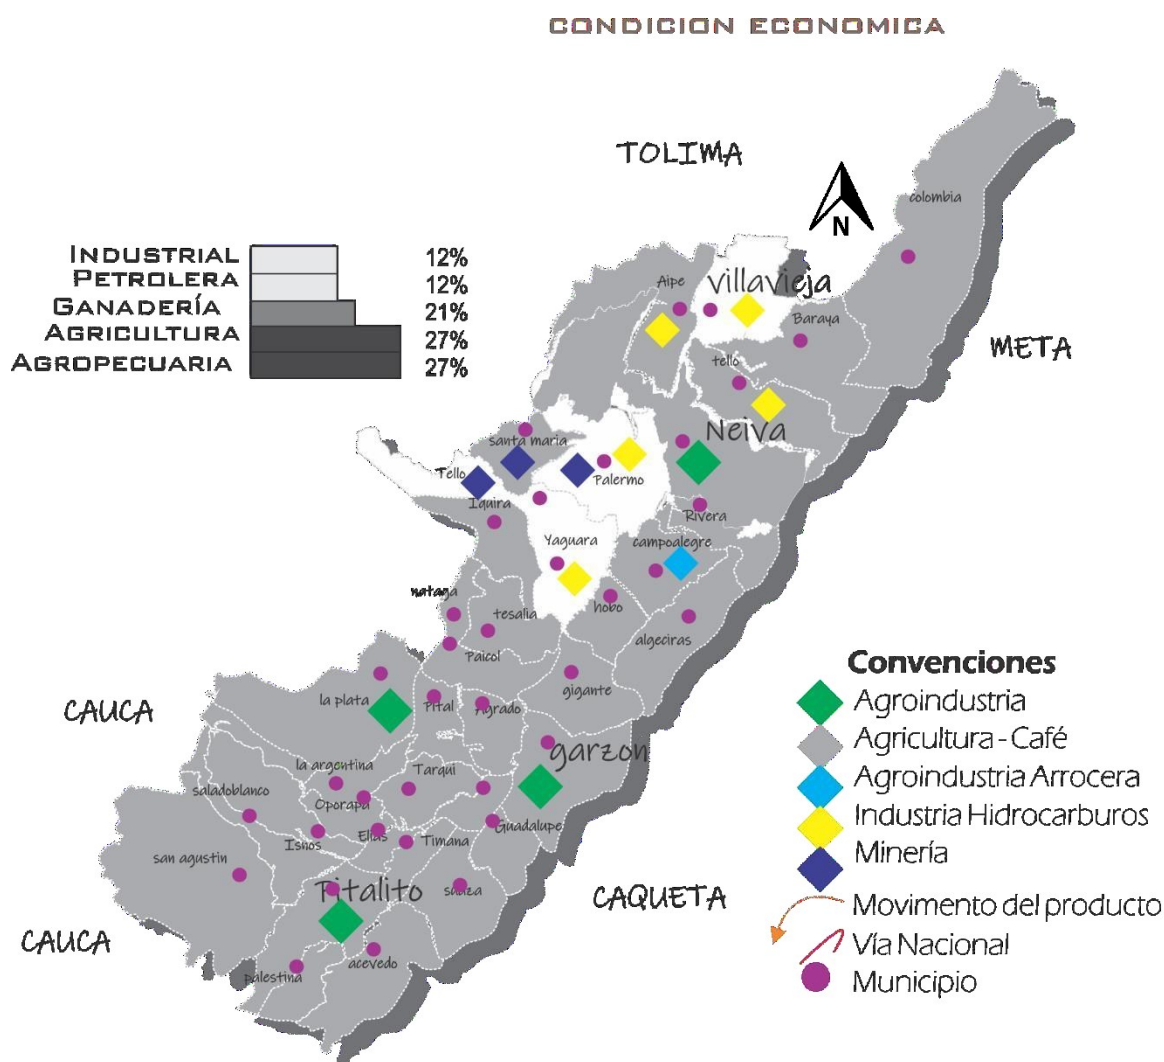 CONDICION ECONOMICA
TOLIMA
N
colombia
INDUSTRIAL 12%
PETROLERA 12%
GANADERÍA 21%
AGRICULTURA 27%
AGROPECUARIA 27%
Aipe
villavieja
Baraya
META
tello
Neiva
santa maria
Tello
Palermo
Iquira
Rivera
Yaguara
campoalegre
nataga
tesalia
hobo
algeciras
Paicol
gigante
CAUCA
la plata
Pital
Agrado
garzon
la argentina
Tarqui
saladoblanco
Oporapa
Guadalupe
Isnos
Elias
Timana
san agustin
Pitalito
suaza
CAQUETA
CAUCA
acevedo
palestina
Convenciones
Agroindustria
Agricultura-Café
Agroindustria Arrocera
Industria Hidrocarburos
Minería
Movimento del producto
Vía Nacional
Municipio